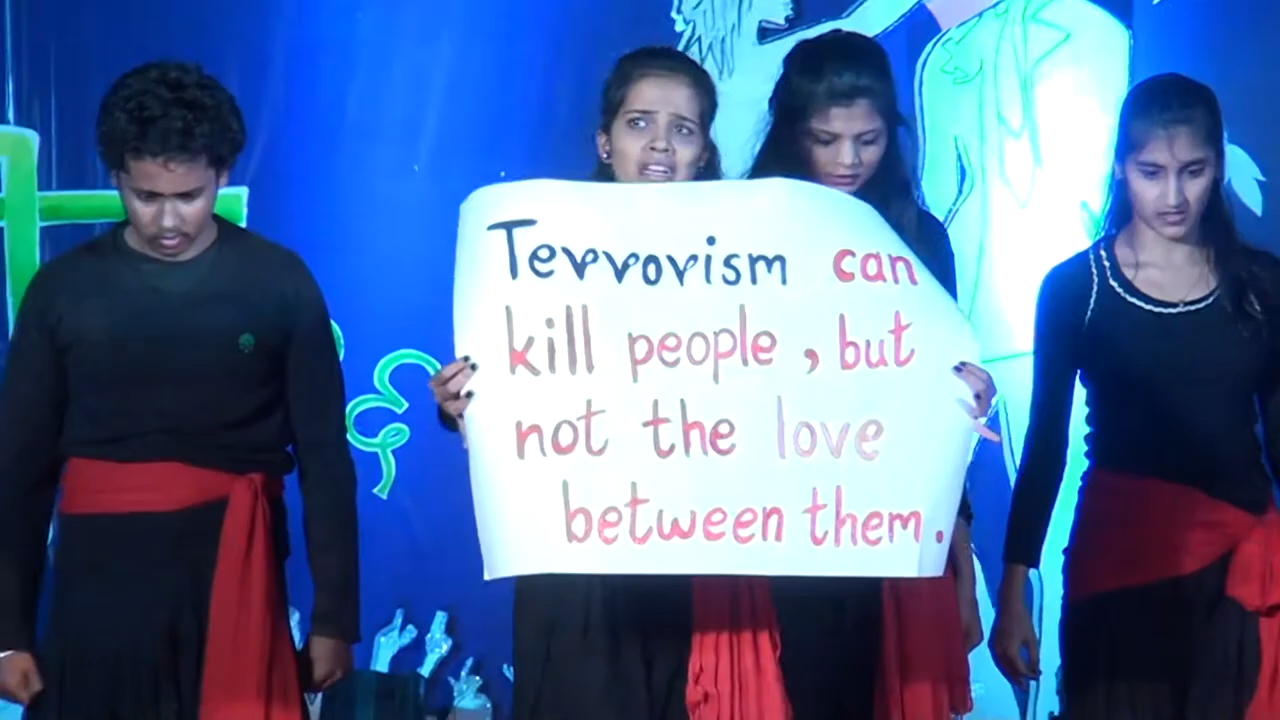 Terrorism can
kill people, but
not the love
between them.